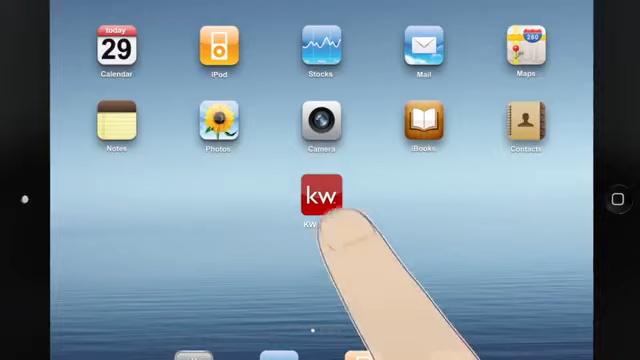 today
29
280
Calendar
iPod
Stocks
Mail
Maps
Notes
Photos
Camera
iBooks
Contacts
kw
KW